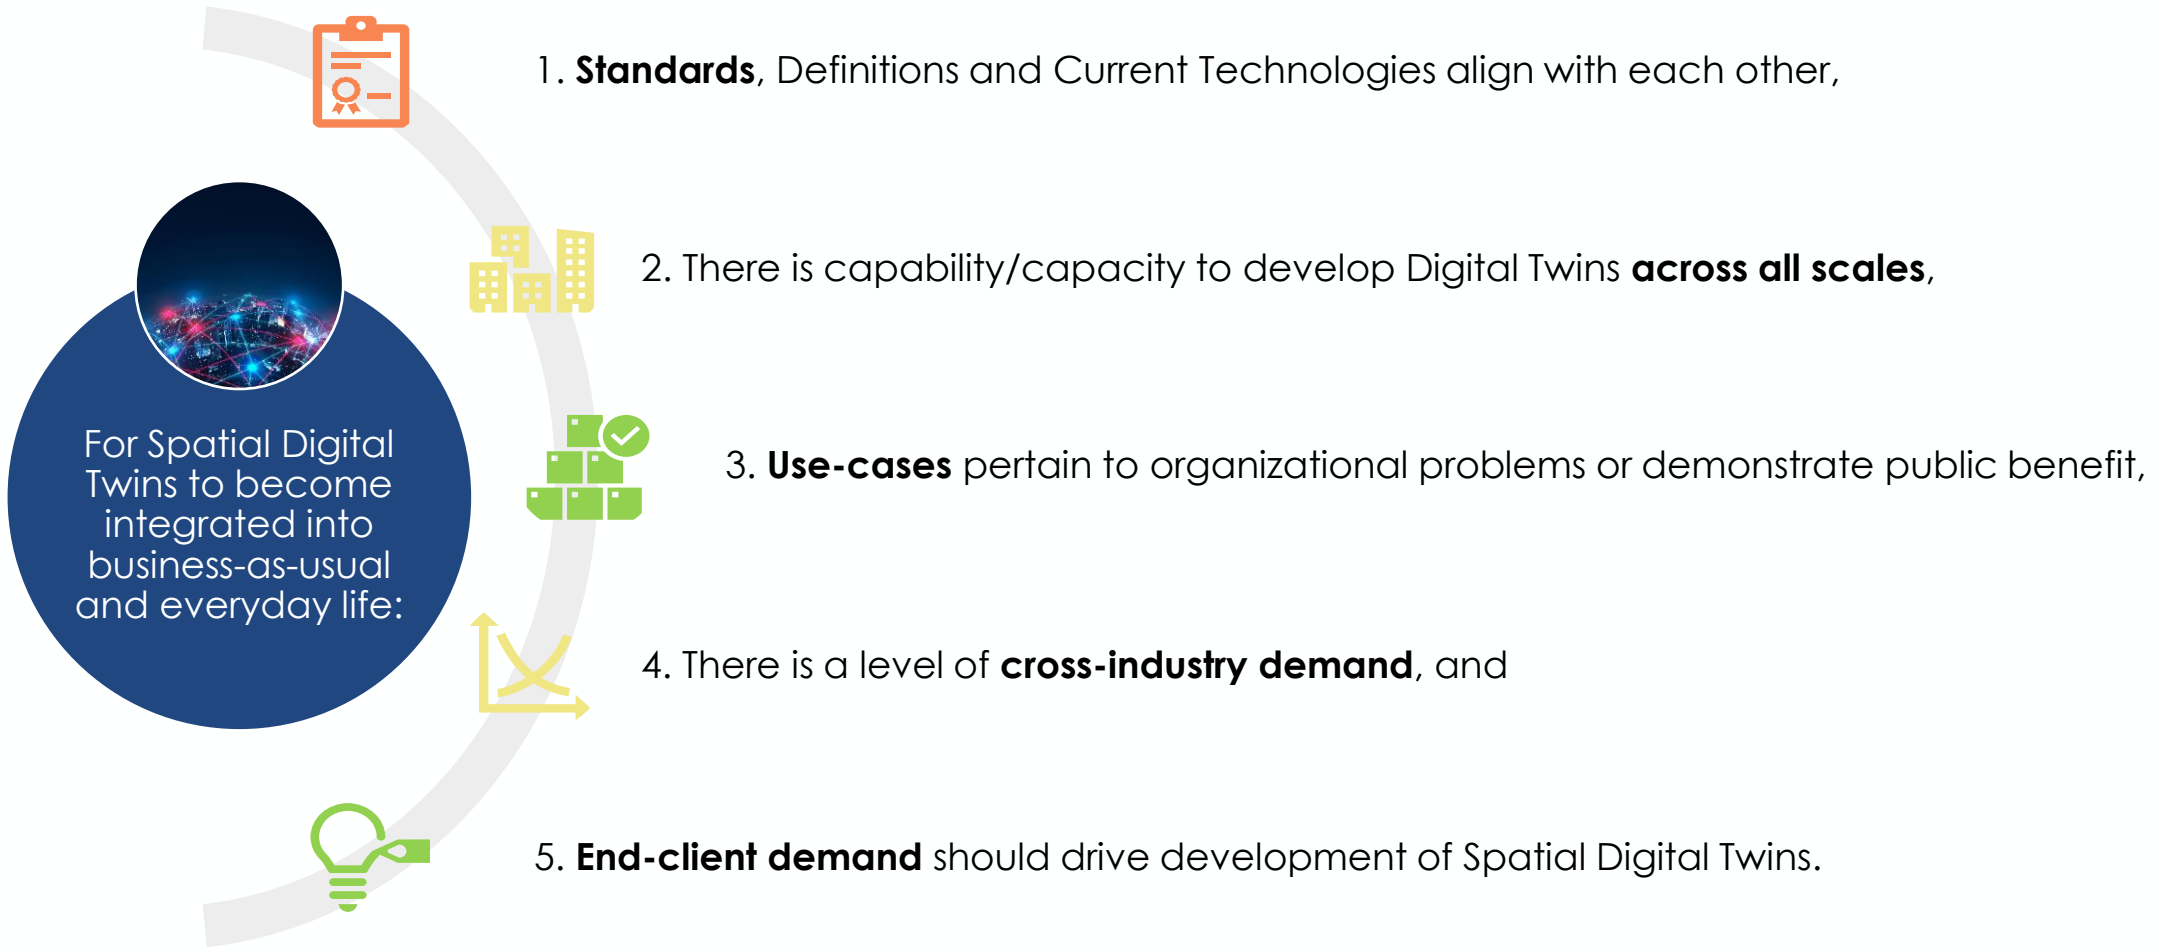 For Spatial Digital
Twins to become
integrated into
business-as-usual
and everyday life:
1. Standards, Definitions and Current Technologies align with each other,
2. There is capability/capacity to develop Digital Twins across all scales,
3. Use-cases pertain to organizational problems or demonstrate public benefit,
4. There is a level of cross-industry demand, and
5. End-client demand should drive development of Spatial Digital Twins.